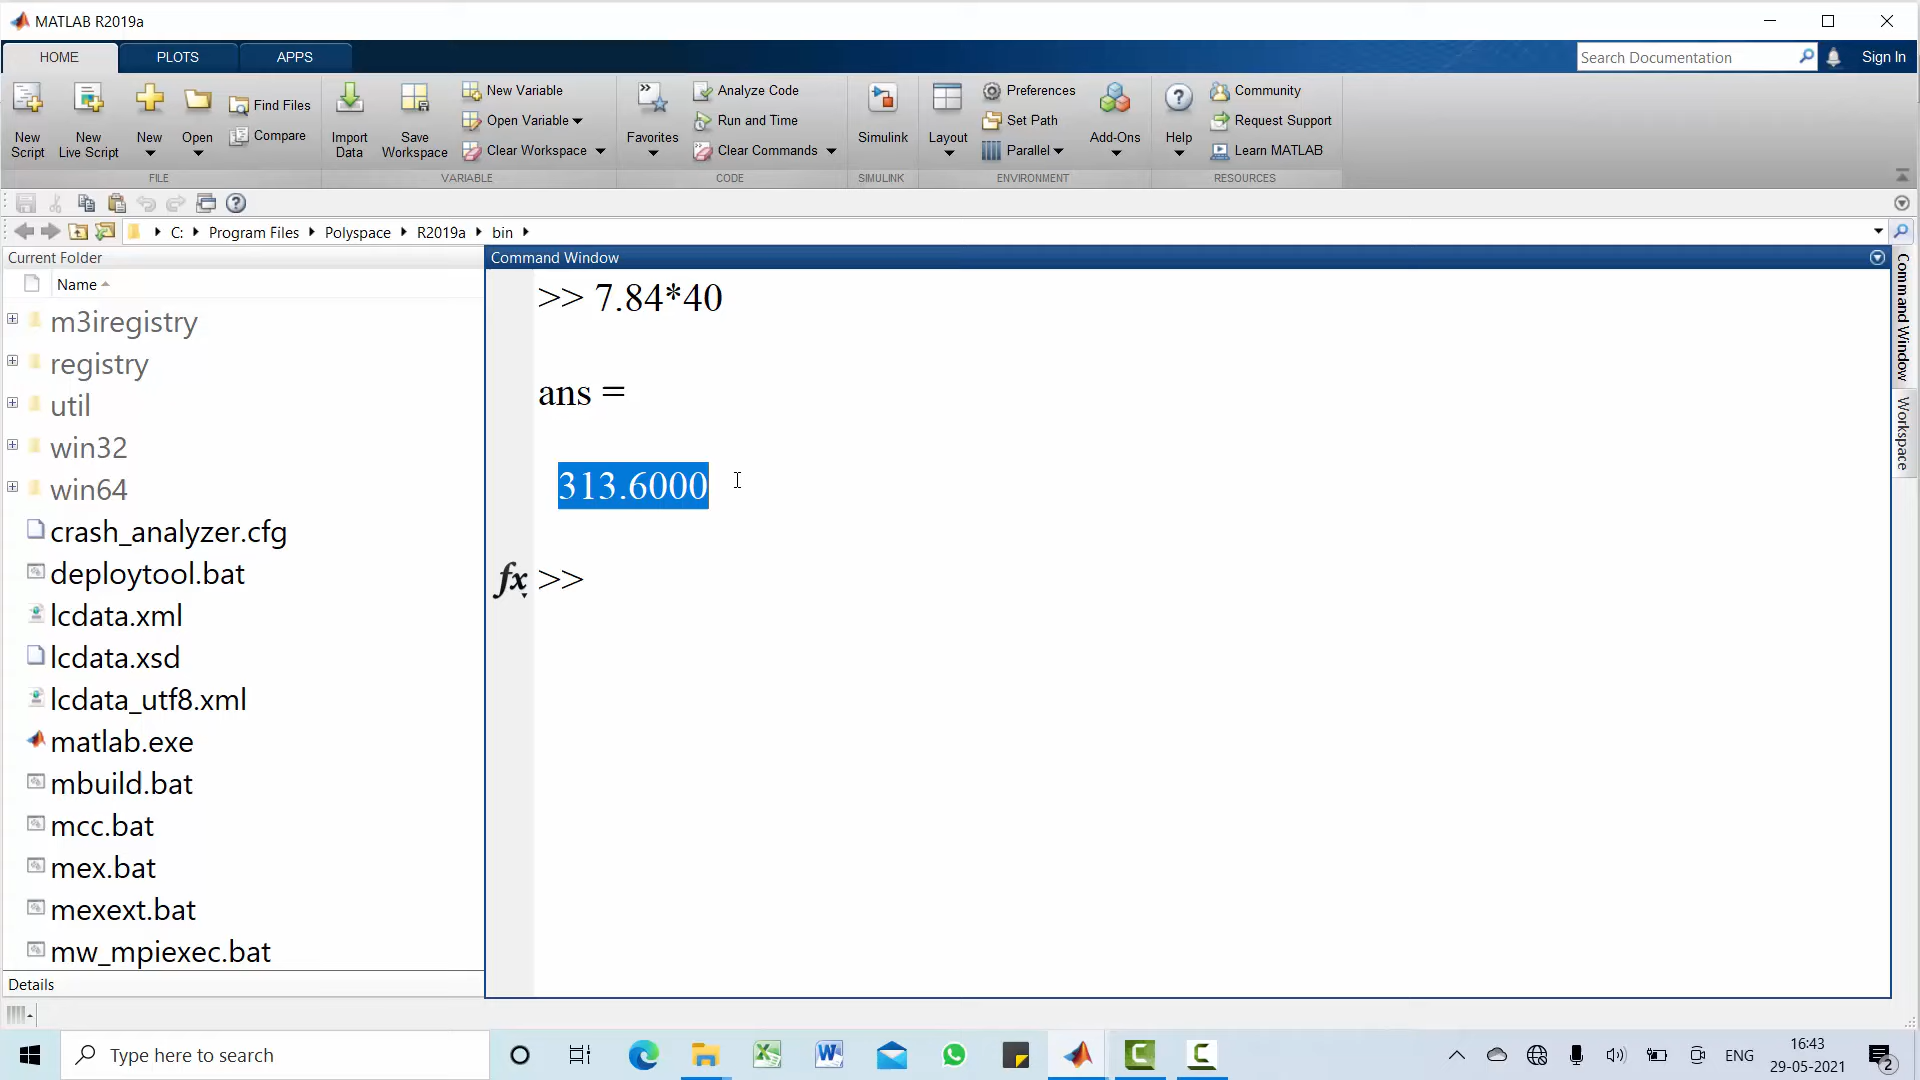 MATLAB R2019a
HOME
PLOTS
APPS
Search Documentation
Sign In
New Script
New Live Script
New
Open
Find Files
Compare
Import Data
Save Workspace
New Variable
Open Variable
Clear Workspace
Favorites
Analyze Code
Run and Time
Clear Commands
Simulink
Layout
Preferences
Set Path
Parallel
Add-Ons
Help
Community
Request Support
Learn MATLAB
FILE
VARIABLE
CODE
SIMULINK
ENVIRONMENT
RESOURCES
C: Program Files Polyspace R2019a bin
Current Folder
Name
m3iregistry
registry
util
win32
win64
crash_analyzer.cfg
deploytool.bat
lcdata.xml
lcdata.xsd
lcdata_utf8.xml
matlab.exe
mbuild.bat
mcc.bat
mex.bat
mexext.bat
mw_mpiexec.bat
Details
Command Window
>> 7.84*40
ans =
313.6000
fx >>
Command Window
Workspace
Type here to search
ENG
16:43
29-05-2021
2